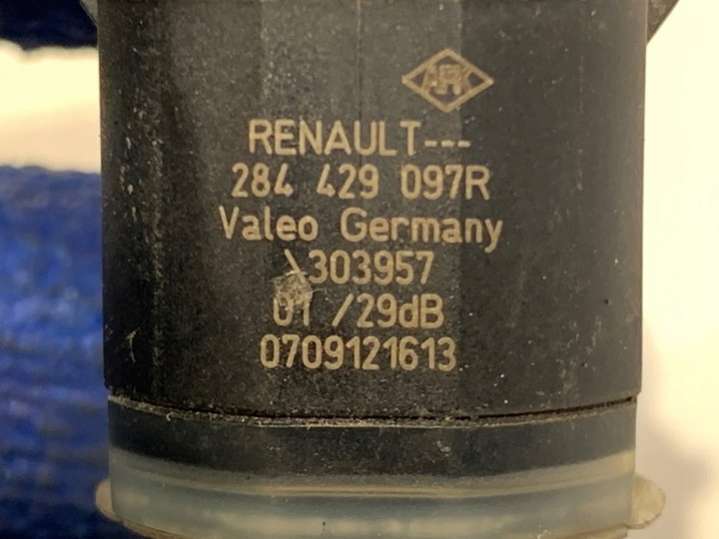 RENAULT---
284 429 097R
Valeo Germany
303957
01 /29dB
0709121613